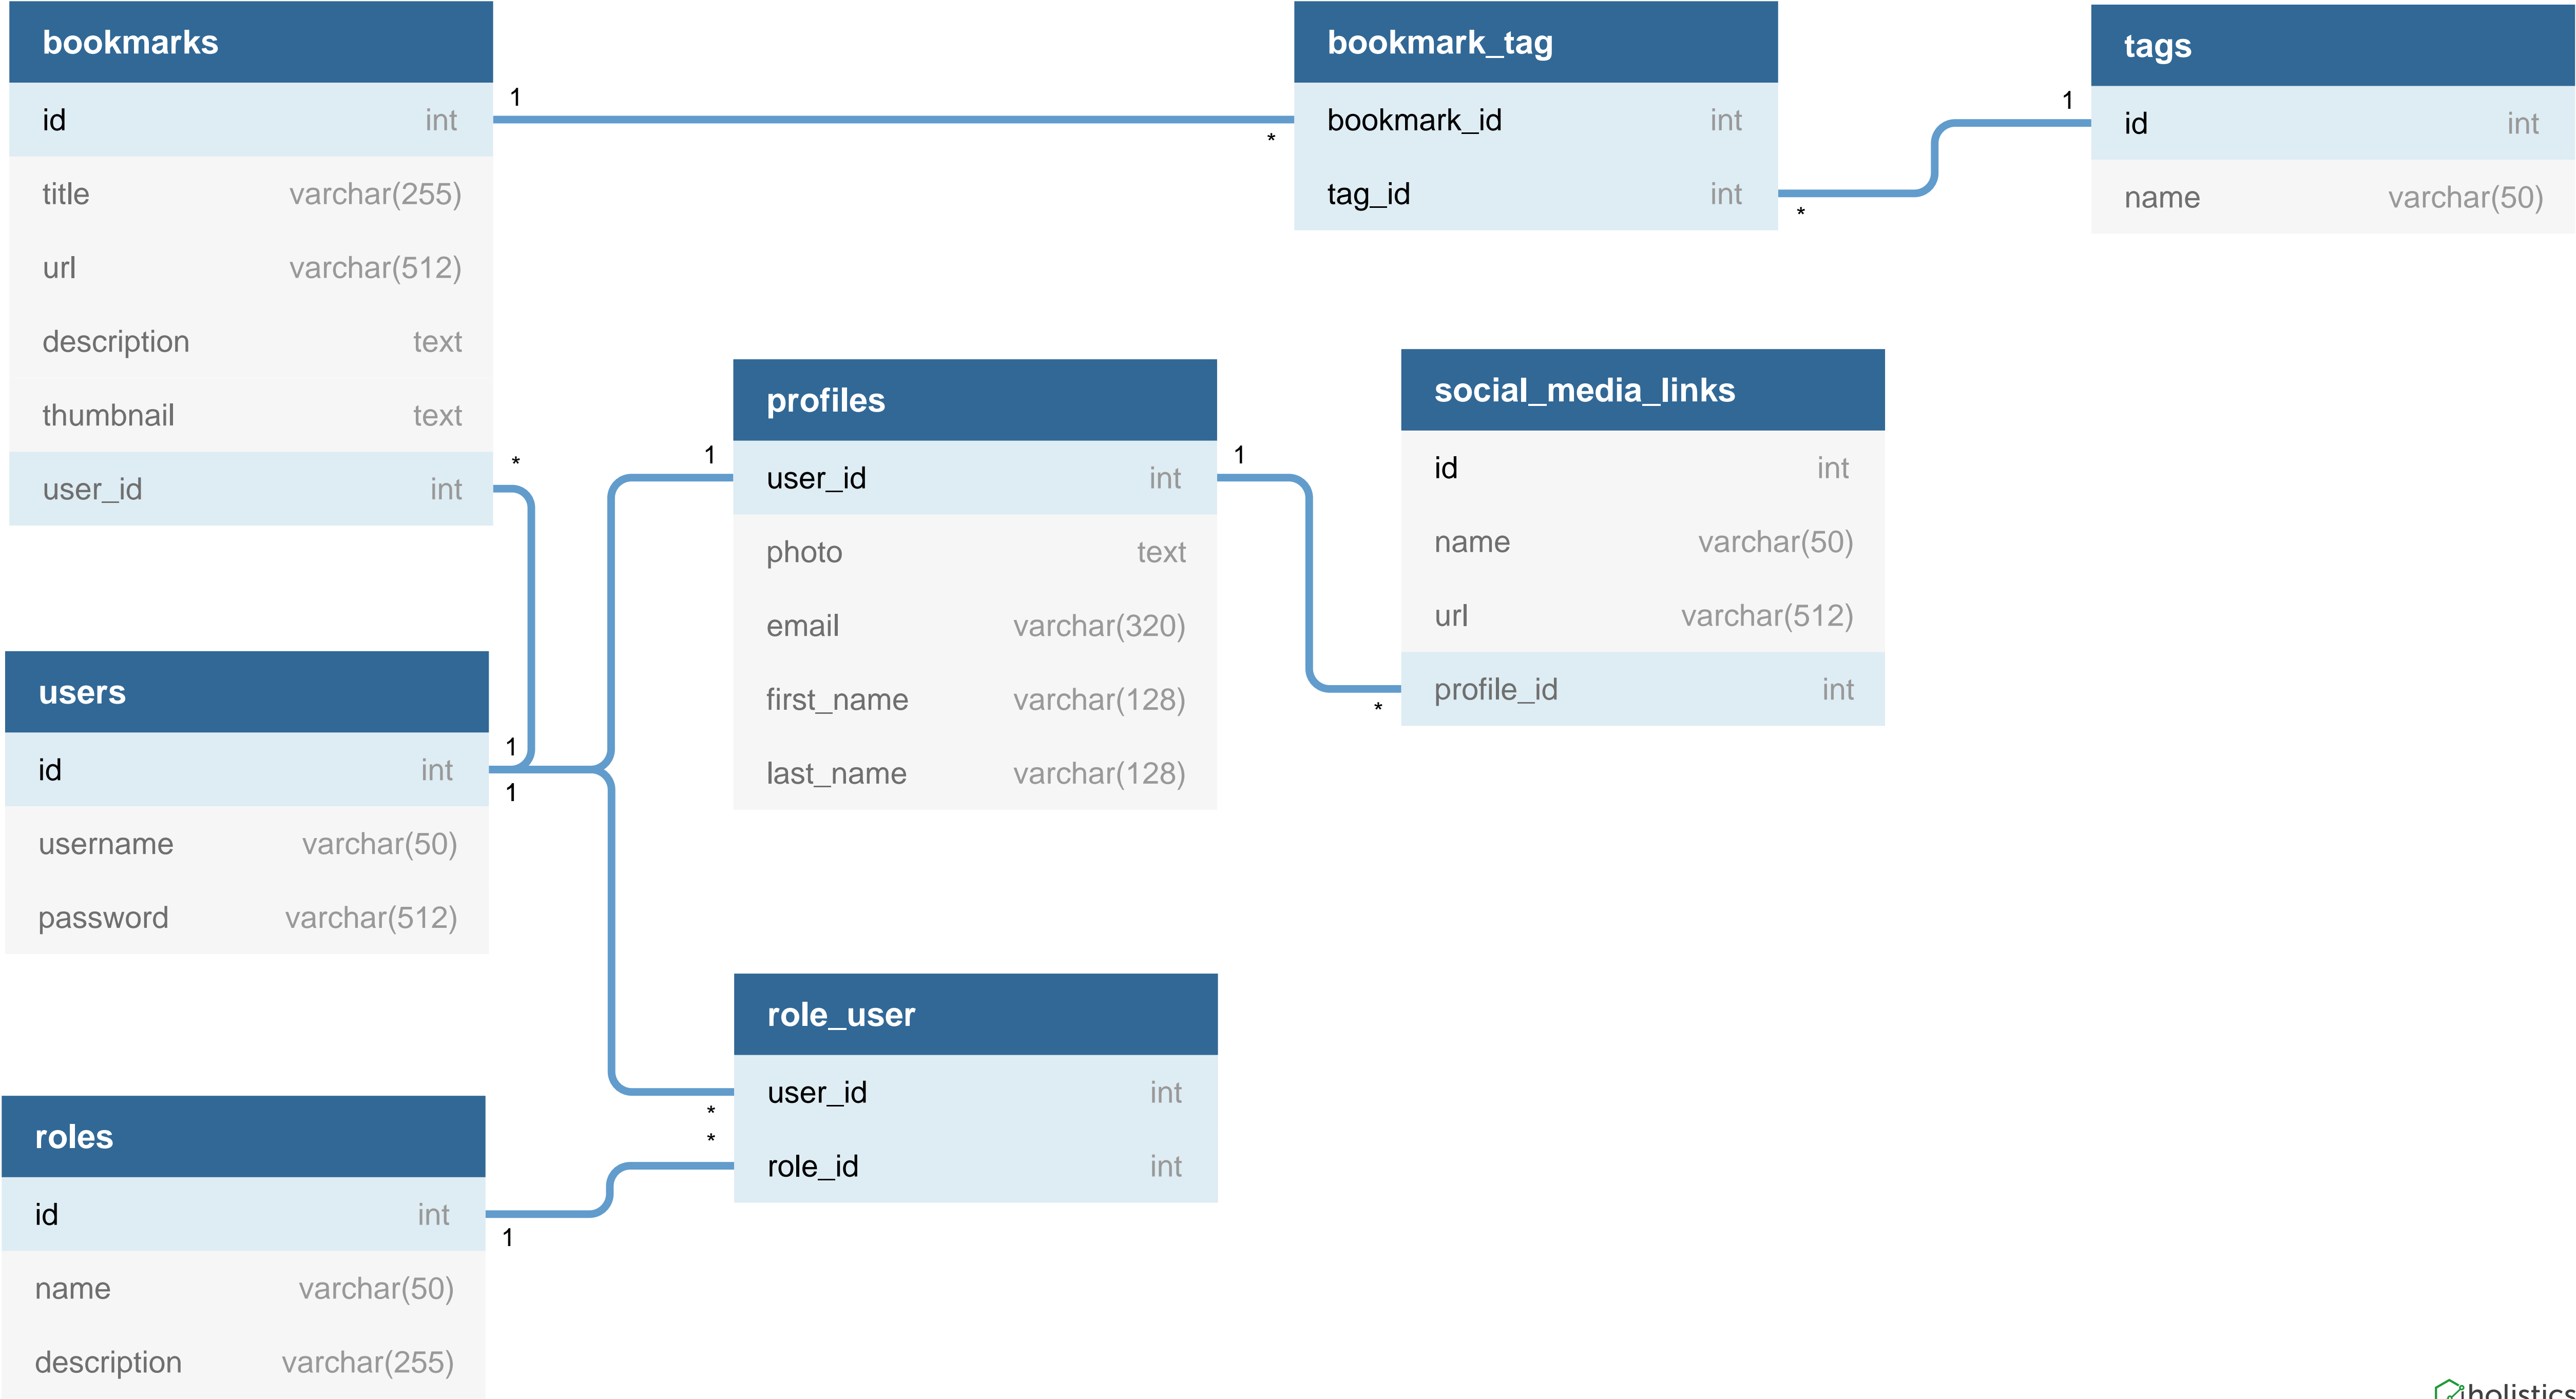 bookmarks
id int
title varchar(255)
url varchar(512)
description text
thumbnail text
user_id int
bookmark_tag
bookmark_id int
tag_id int
tags
id int
name varchar(50)
1
*
*
1
profiles
user_id int
photo text
email varchar(320)
first_name varchar(128)
last_name varchar(128)
social_media_links
id int
name varchar(50)
url varchar(512)
profile_id int
*
1
1
*
users
id int
username varchar(50)
password varchar(512)
1
1
role_user
user_id int
role_id int
*
*
roles
id int
name varchar(50)
description varchar(255)
1
holistics